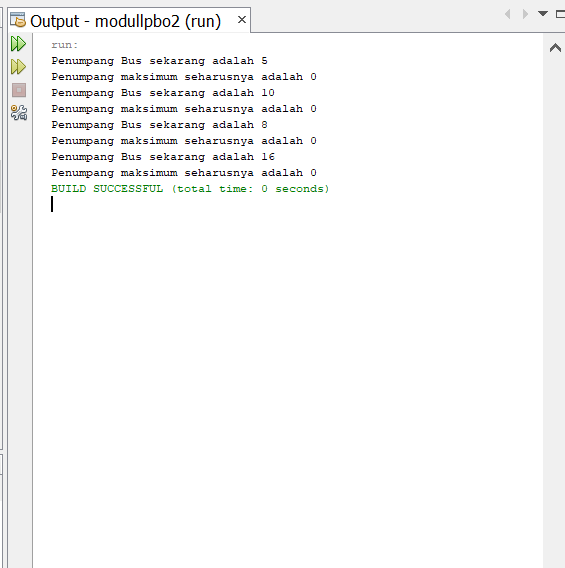 Output - modullpbo2 (run)
run:
Penumpang Bus sekarang adalah 5
Penumpang maksimum seharusnya adalah 0
Penumpang Bus sekarang adalah 10
Penumpang maksimum seharusnya adalah 0
Penumpang Bus sekarang adalah 8
Penumpang maksimum seharusnya adalah 0
Penumpang Bus sekarang adalah 16
Penumpang maksimum seharusnya adalah 0
BUILD SUCCESSFUL (total time: 0 seconds)